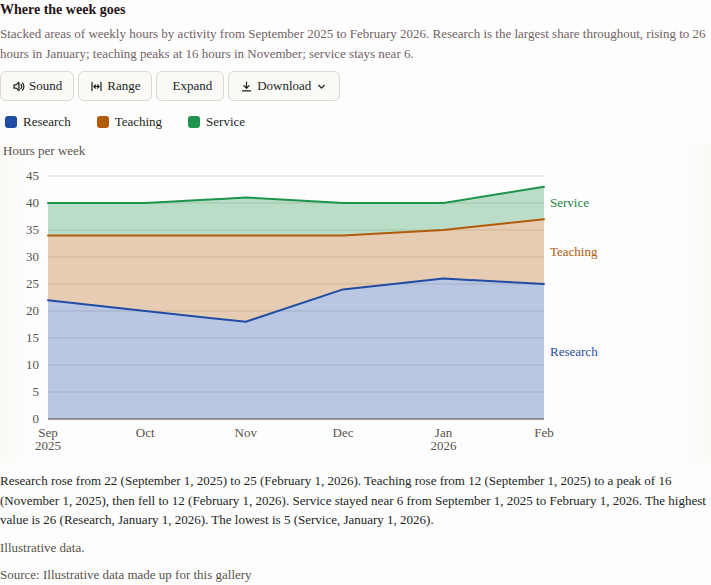 Where the week goes
Stacked areas of weekly hours by activity from September 2025 to February 2026. Research is the largest share throughout, rising to 26
hours in January; teaching peaks at 16 hours in November; service stays near 6.
Sound Range Expand Download
Research Teaching Service
Hours per week
45
40
35
30
25
20
15
10
5
0
Service
Teaching
Research
Sep Oct Nov Dec Jan Feb
2025 2026
Research rose from 22 (September 1, 2025) to 25 (February 1, 2026). Teaching rose from 12 (September 1, 2025) to a peak of 16
(November 1, 2025), then fell to 12 (February 1, 2026). Service stayed near 6 from September 1, 2025 to February 1, 2026. The highest
value is 26 (Research, January 1, 2026). The lowest is 5 (Service, January 1, 2026).
Illustrative data.
Source: Illustrative data made up for this gallery